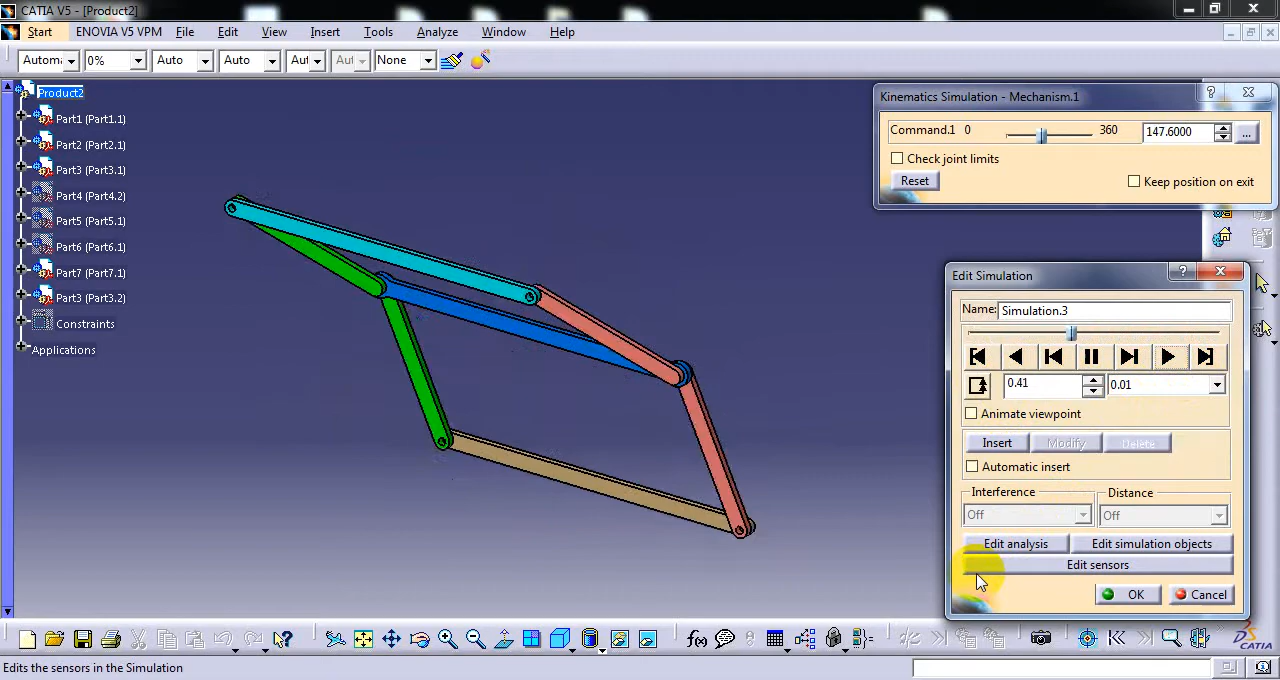 CATIA V5 - [Product2]
Start ENOVIA V5 VPM File Edit View Insert Tools Analyze Window Help
Autom 0% Auto Auto Aut Aut None
Product2
Part1 (Part1.1)
Part2 (Part2.1)
Part3 (Part3.1)
Part4 (Part4.2)
Part5 (Part5.1)
Part6 (Part6.1)
Part7 (Part7.1)
Part3 (Part3.2)
Constraints
Applications
Kinematics Simulation - Mechanism.1
Command.1 0 360 147.6000 ...
Check joint limits
Reset Keep position on exit
Edit Simulation
Name: Simulation.3
0.41 0.01
Animate viewpoint
Insert Modify Delete
Automatic insert
Interference Distance
Off Off
Edit analysis Edit simulation objects
Edit sensors
OK Cancel
f(x)
CATIA
Edits the sensors in the Simulation